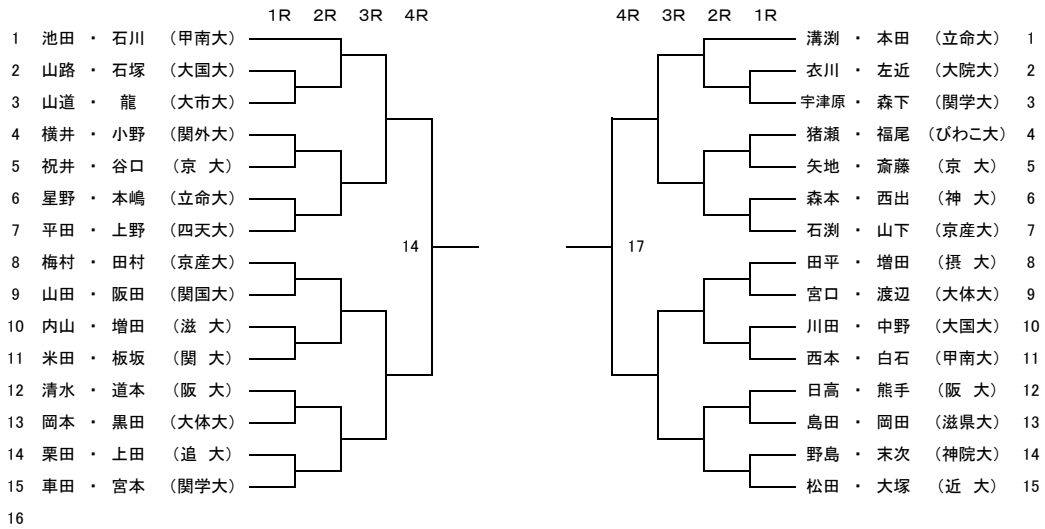 1R 2R 3R 4R
1 池田 ・ 石川 (甲南大)
2 山路 ・ 石塚 (大国大)
3 山道 ・ 龍 (大市大)
4 横井 ・ 小野 (関外大)
5 祝井 ・ 谷口 (京 大)
6 星野 ・ 本嶋 (立命大)
7 平田 ・ 上野 (四天大)
14
8 梅村 ・ 田村 (京産大)
9 山田 ・ 阪田 (関国大)
10 内山 ・ 増田 (滋 大)
11 米田 ・ 板坂 (関 大)
12 清水 ・ 道本 (阪 大)
13 岡本 ・ 黒田 (大体大)
14 栗田 ・ 上田 (追 大)
15 車田 ・ 宮本 (関学大)
16
4R 3R 2R 1R
溝渕 ・ 本田 (立命大) 1
衣川 ・ 左近 (大院大) 2
宇津原 ・ 森下 (関学大) 3
猪瀬 ・ 福尾 (びわこ大) 4
矢地 ・ 斎藤 (京 大) 5
森本 ・ 西出 (神 大) 6
石渕 ・ 山下 (京産大) 7
17
田平 ・ 増田 (摂 大) 8
宮口 ・ 渡辺 (大体大) 9
川田 ・ 中野 (大国大) 10
西本 ・ 白石 (甲南大) 11
日高 ・ 熊手 (阪 大) 12
島田 ・ 岡田 (滋県大) 13
野島 ・ 末次 (神院大) 14
松田 ・ 大塚 (近 大) 15